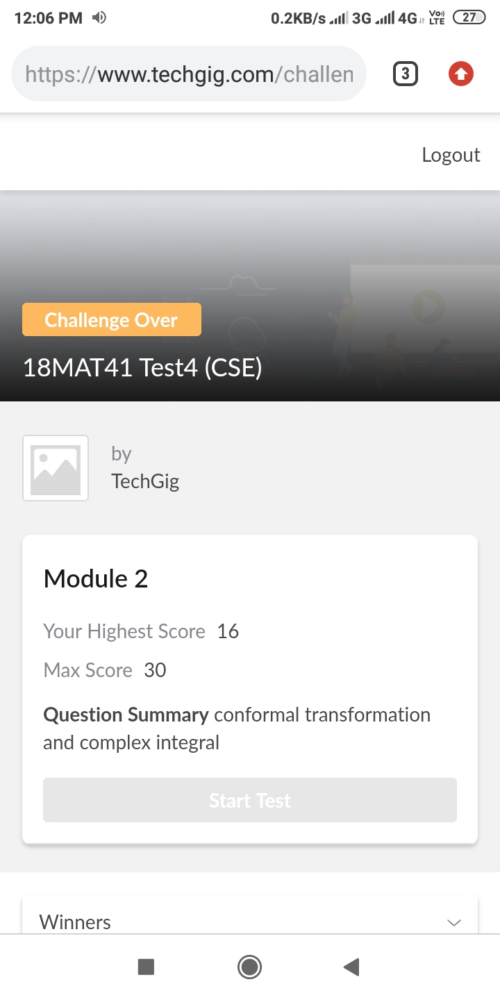 12:06 PM 0.2KB/s 3G 4G Vo)) LTE 27
https://www.techgig.com/challen 3
Logout
Challenge Over
18MAT41 Test4 (CSE)
by
TechGig
Module 2
Your Highest Score 16
Max Score 30
Question Summary conformal transformation
and complex integral
Start Test
Winners